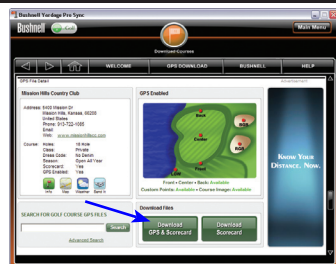 Bushnell Yardage Pro Sync
Bushnell
Main Menu
Download Courses
WELCOME
GPS DOWNLOAD
BUSHNELL
HELP
GPS File Detail
Advertisement
Mission Hills Country Club
Address: 5400 Mission Dr
Mission Hills, Kansas, 66208
United States
Phone: 913-722-1085
Email:
Web: www.missionhillscc.com
Course: Holes: 18 Hole
Class: Private
Dress Code: No Denim
Season: Open All Year
Scorecard: Yes
GPS Enabled: Yes
Info
Map
Weather
Send It
GPS Enabled
Back
Center
Front
Front • Center • Back: Available
Custom Points: Available • Course Image: Available
KNOW YOUR
DISTANCE. NOW.
SEARCH FOR GOLF COURSE GPS FILES
Search
Advanced Search
Download Files
Download
GPS & Scorecard
Download
Scorecard